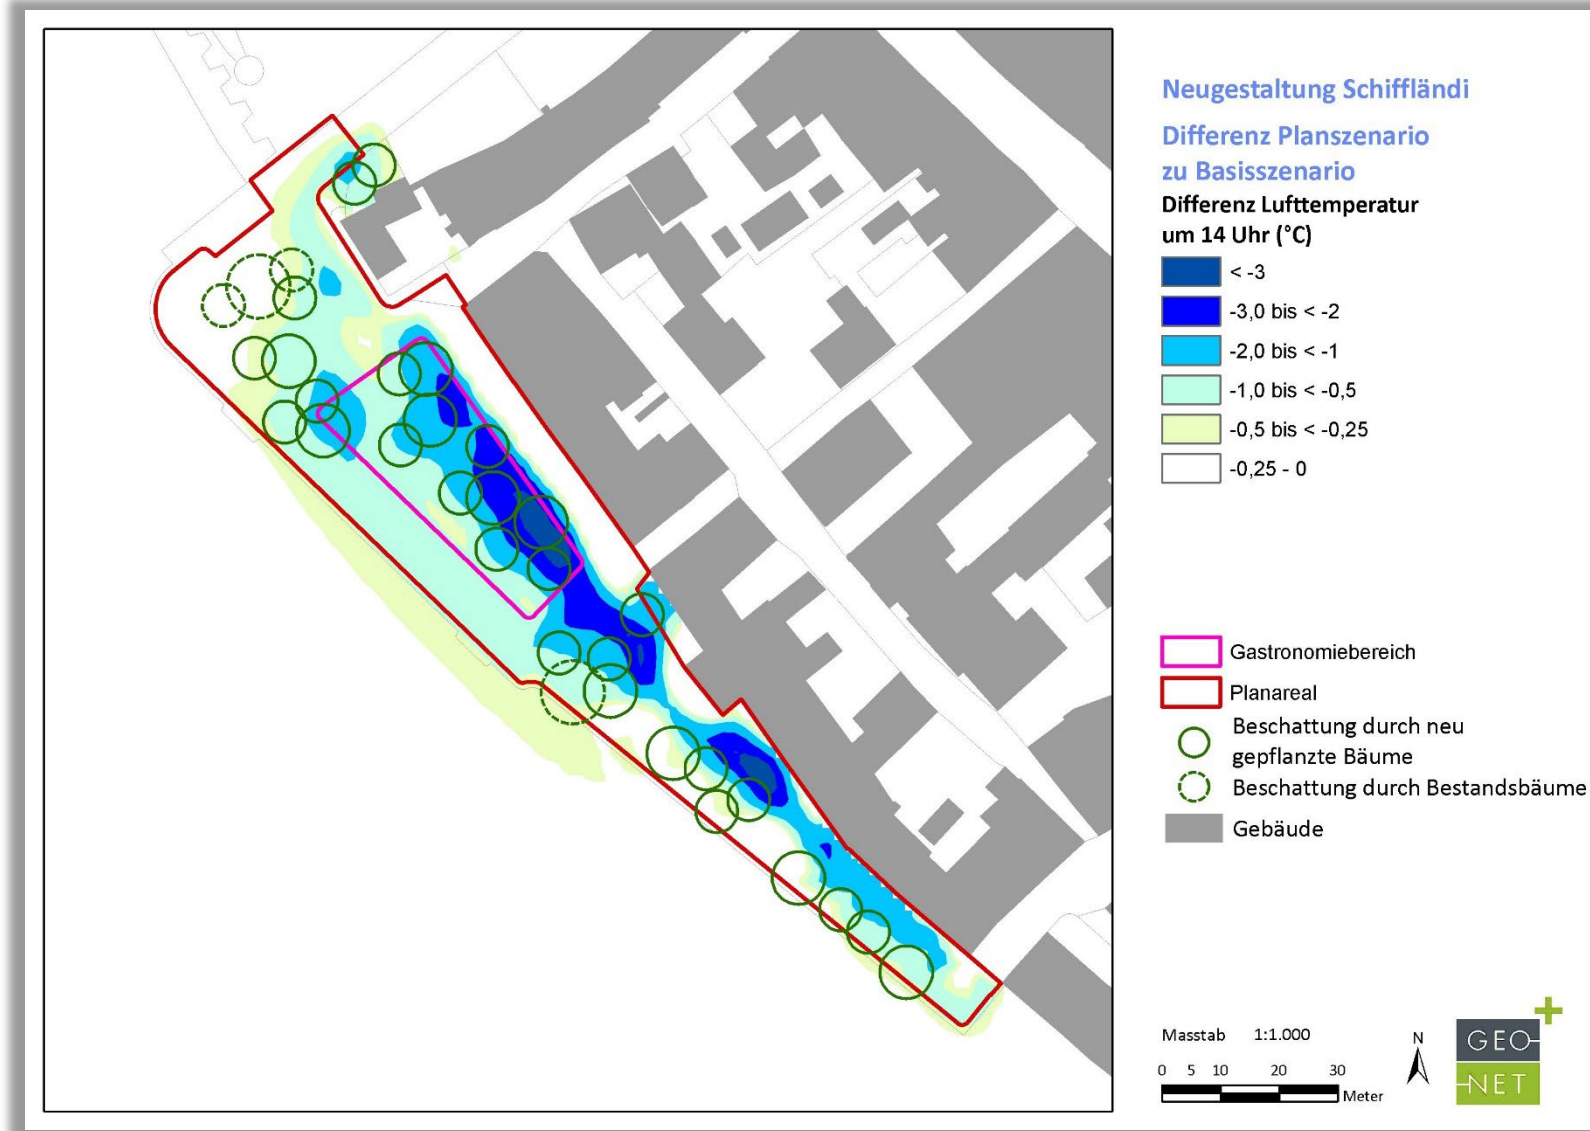 Neugestaltung Schiffländi
Differenz Planszenario
zu Basisszenario
Differenz Lufttemperatur
um 14 Uhr (°C)
< -3
-3,0 bis < -2
-2,0 bis < -1
-1,0 bis < -0,5
-0,5 bis < -0,25
-0,25 - 0
Gastronomiebereich
Planareal
Beschattung durch neu
gepflanzte Bäume
Beschattung durch Bestandsbäume
Gebäude
Masstab 1:1.000
0 5 10 20 30
Meter
N
GEO
NET